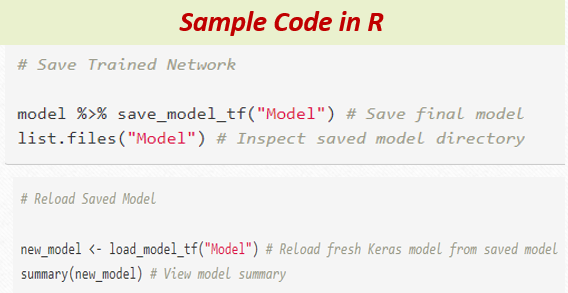 Sample Code in R
# Save Trained Network
model %>% save_model_tf("Model") # Save final model
list.files("Model") # Inspect saved model directory
# Reload Saved Model
new_model <- load_model_tf("Model") # Reload fresh Keras model from saved model
summary(new_model) # View model summary